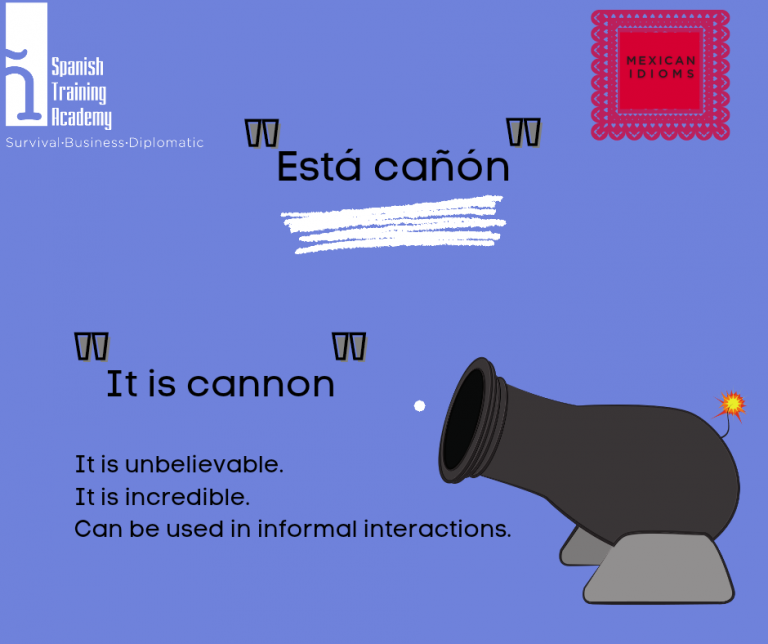 ñ
Spanish
Training
Academy
Survival·Business·Diplomatic
MEXICAN
IDIOMS
"Está cañón"
"It is cannon"
It is unbelievable.
It is incredible.
Can be used in informal interactions.